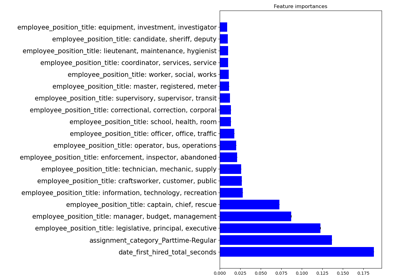 Feature importances
employee_position_title: equipment, investment, investigator
employee_position_title: candidate, sheriff, deputy
employee_position_title: lieutenant, maintenance, hygienist
employee_position_title: coordinator, services, service
employee_position_title: worker, social, works
employee_position_title: master, registered, meter
employee_position_title: supervisory, supervisor, transit
employee_position_title: correctional, correction, corporal
employee_position_title: school, health, room
employee_position_title: officer, office, traffic
employee_position_title: operator, bus, operations
employee_position_title: enforcement, inspector, abandoned
employee_position_title: technician, mechanic, supply
employee_position_title: craftsworker, customer, public
employee_position_title: information, technology, recreation
employee_position_title: captain, chief, rescue
employee_position_title: manager, budget, management
employee_position_title: legislative, principal, executive
assignment_category_Parttime-Regular
date_first_hired_total_seconds
0.000 0.025 0.050 0.075 0.100 0.125 0.150 0.175